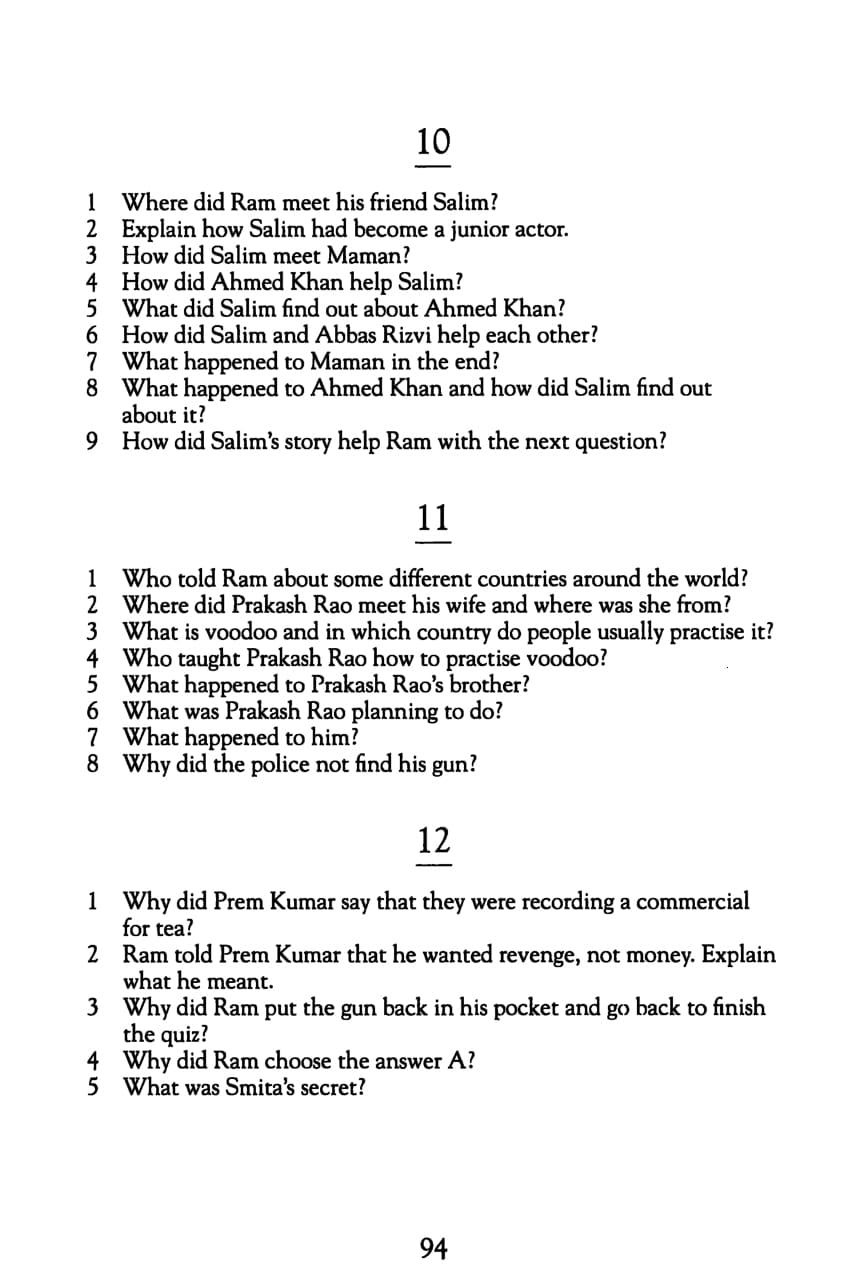 10
1 Where did Ram meet his friend Salim?
2 Explain how Salim had become a junior actor.
3 How did Salim meet Maman?
4 How did Ahmed Khan help Salim?
5 What did Salim find out about Ahmed Khan?
6 How did Salim and Abbas Rizvi help each other?
7 What happened to Maman in the end?
8 What happened to Ahmed Khan and how did Salim find out
about it?
9 How did Salim's story help Ram with the next question?
11
1 Who told Ram about some different countries around the world?
2 Where did Prakash Rao meet his wife and where was she from?
3 What is voodoo and in which country do people usually practise it?
4 Who taught Prakash Rao how to practise voodoo?
5 What happened to Prakash Rao's brother?
6 What was Prakash Rao planning to do?
7 What happened to him?
8 Why did the police not find his gun?
12
1 Why did Prem Kumar say that they were recording a commercial
for tea?
2 Ram told Prem Kumar that he wanted revenge, not money. Explain
what he meant.
3 Why did Ram put the gun back in his pocket and go back to finish
the quiz?
4 Why did Ram choose the answer A?
5 What was Smita's secret?
94